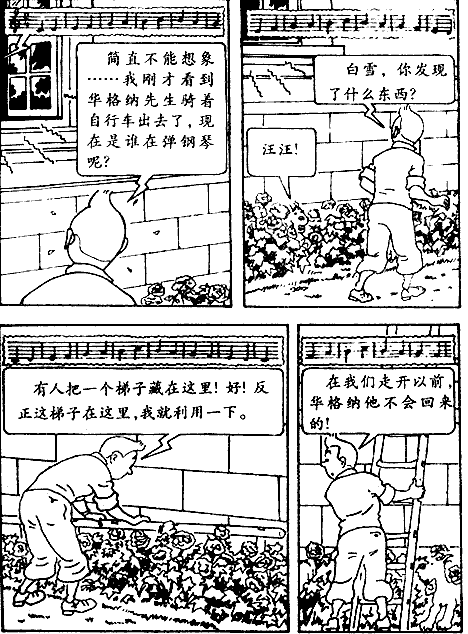 简直不能想象
……我刚才看到
华格纳先生骑着
自行车出去了，现
在是谁在弹钢琴
呢？
白雪，你发现
了什么东西？
汪汪！
有人把一个梯子藏在这里！好！反
正这梯子在这里，我就利用一下。
在我们走开以前，
华格纳他不会回来
的！